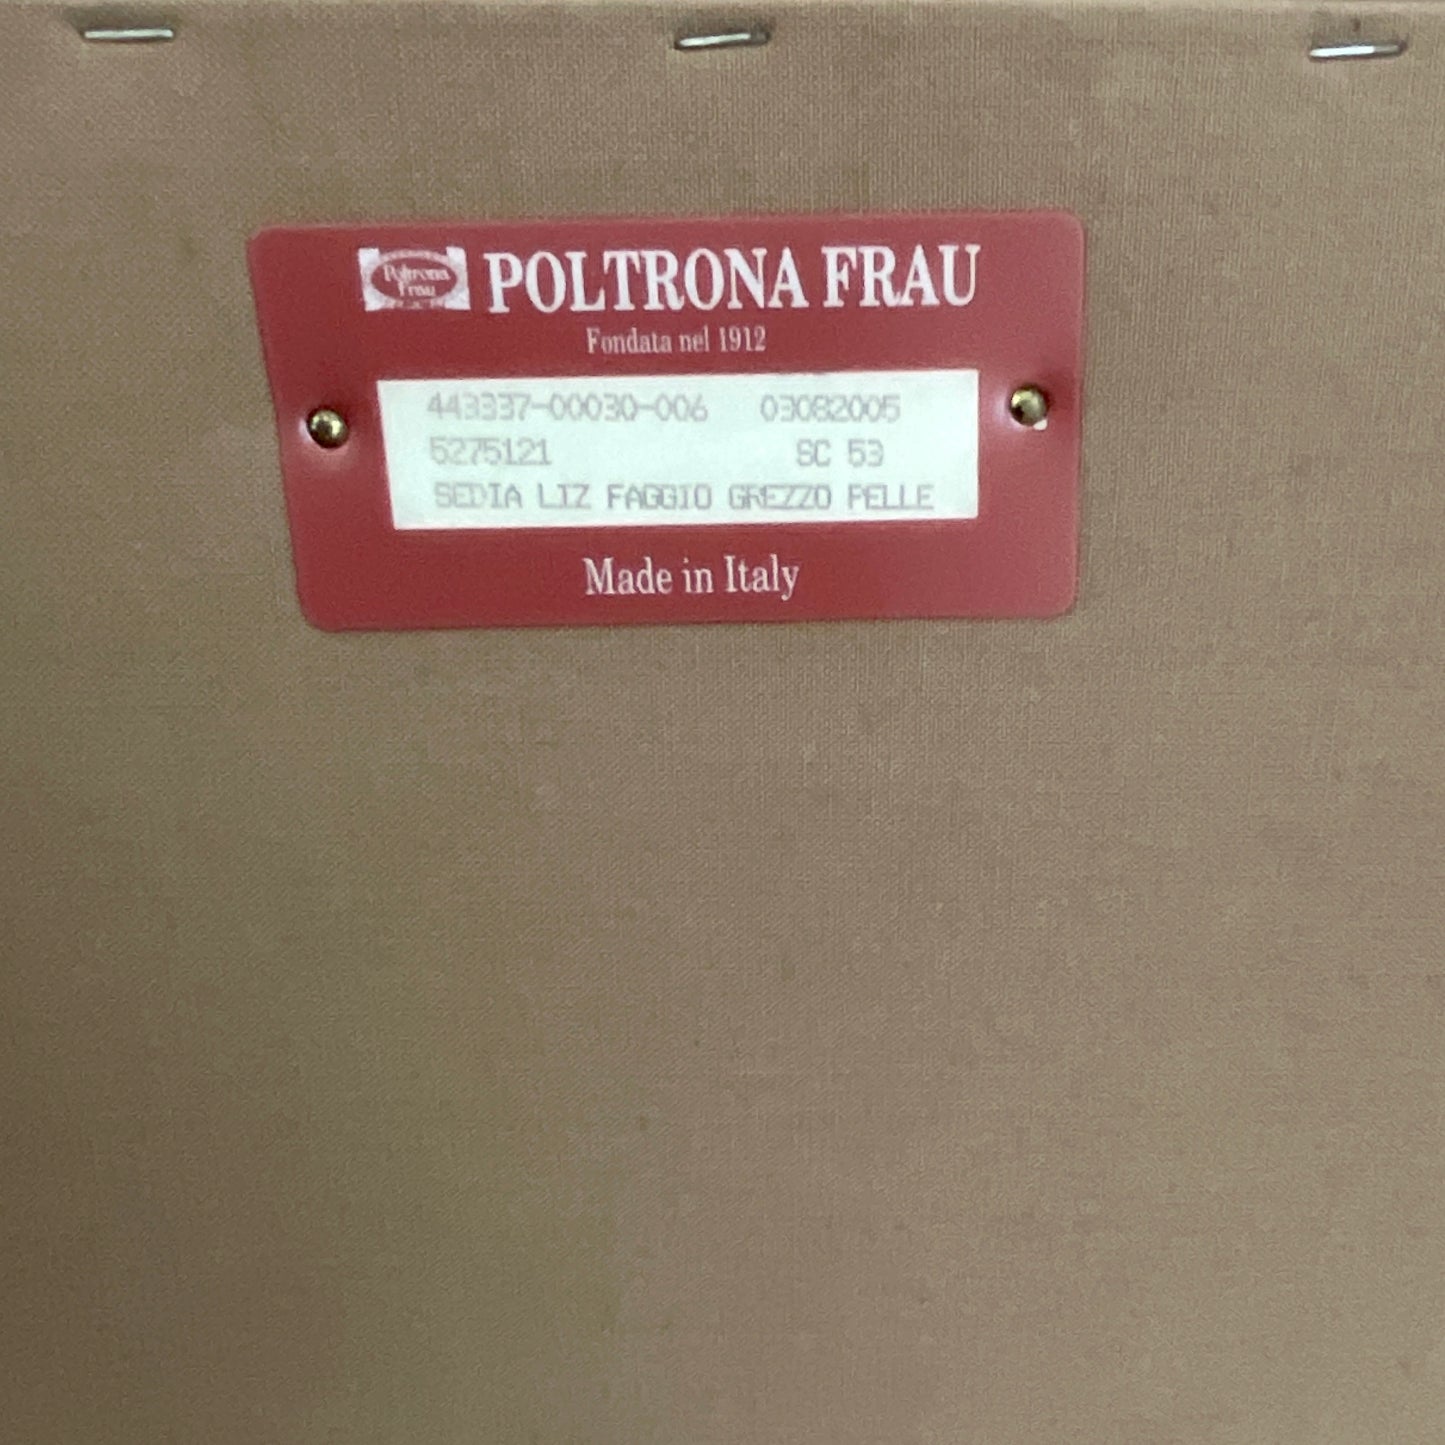 Poltrona
Frau
POLTRONA FRAU
Fondata nel 1912
443337-00030-006 03082005
5275121 SC 53
SEDIA LIZ FAGGIO GREZZO PELLE
Made in Italy